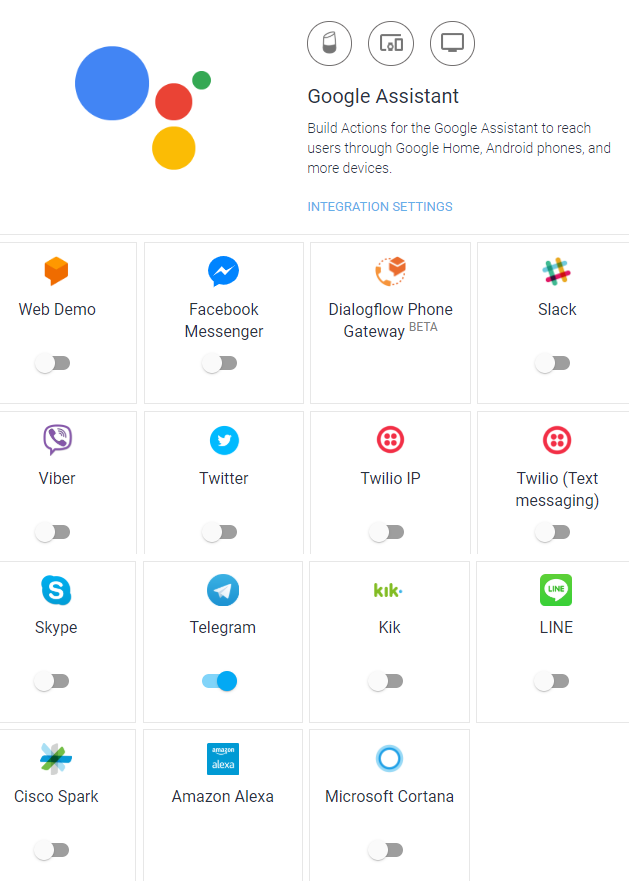 Google Assistant
Build Actions for the Google Assistant to reach
users through Google Home, Android phones, and
more devices.
INTEGRATION SETTINGS
Web Demo
Facebook
Messenger
Dialogflow Phone
Gateway BETA
Slack
Viber
Twitter
Twilio IP
Twilio (Text
messaging)
S
Skype
Telegram
kik.
Kik
LINE
LINE
Cisco Spark
amazon
alexa
Amazon Alexa
Microsoft Cortana